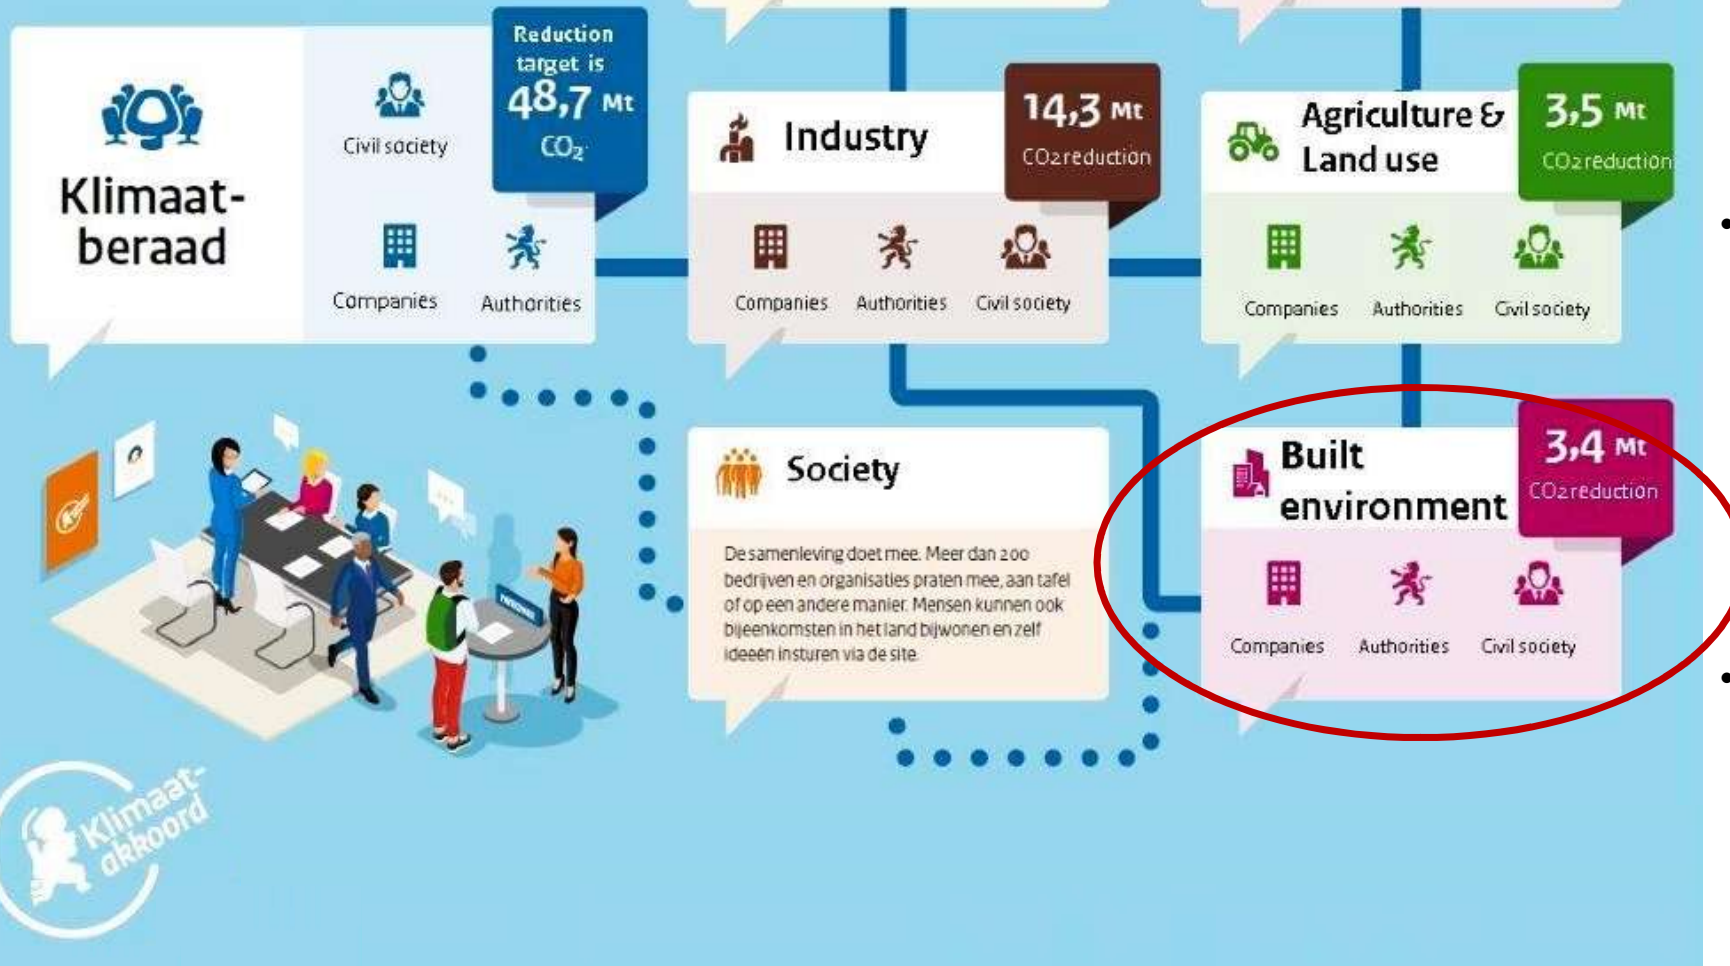 Klimaat-
beraad
Civil society
Companies
Authorities
Reduction
target is
48,7 Mt
CO2
Industry
14,3 Mt
CO2 reduction
Companies
Authorities
Civil society
Agriculture &
Land use
3,5 Mt
CO2 reduction
Companies
Authorities
Civil society
Society
De samenleving doet mee. Meer dan 200
bedrijven en organisaties praten mee, aan tafel
of op een andere manier. Mensen kunnen ook
bijeenkomsten in het land bijwonen en zelf
ideeën insturen via de site.
Built
environment
3,4 Mt
CO2 reduction
Companies
Authorities
Civil society
Klimaat-
akkoord